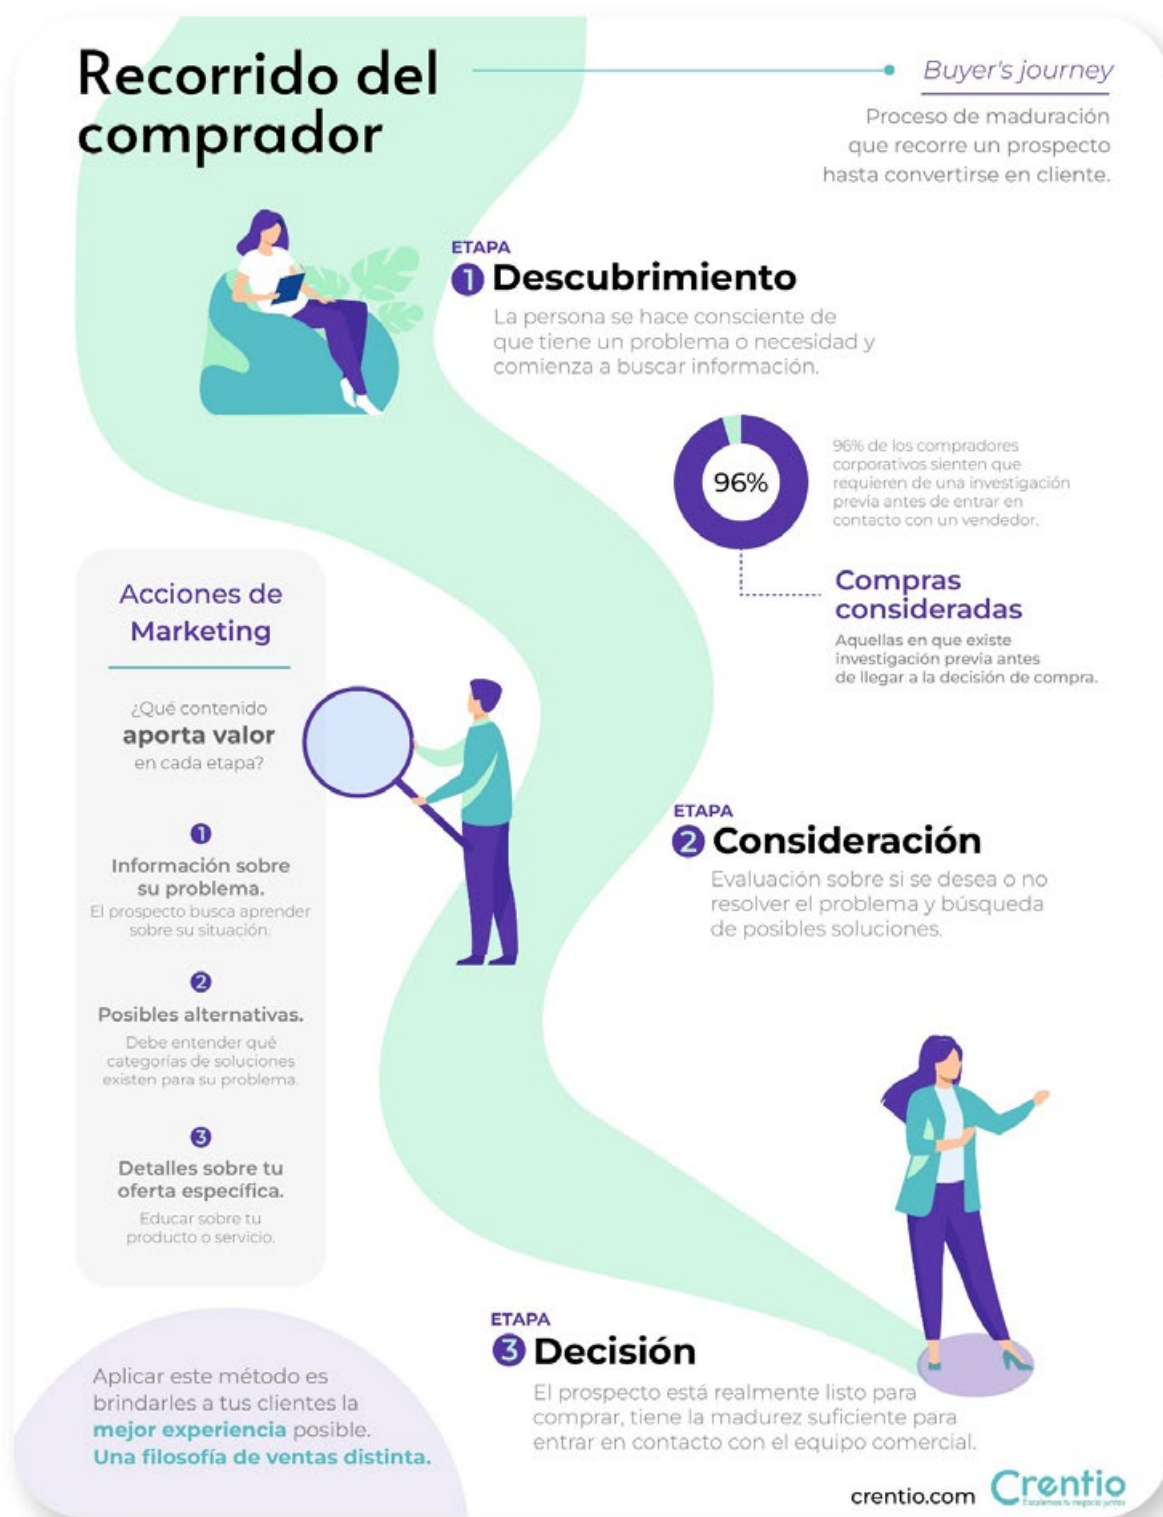 Recorrido del
comprador
Buyer's journey
Proceso de maduración
que recorre un prospecto
hasta convertirse en cliente.
ETAPA
1 Descubrimiento
La persona se hace consciente de
que tiene un problema o necesidad y
comienza a buscar información.
96%
96% de los compradores
corporativos sienten que
requieren de una investigación
previa antes de entrar en
contacto con un vendedor.
Compras
consideradas
Aquellas en que existe
investigación previa antes
de llegar a la decisión de compra.
Acciones de
Marketing
¿Qué contenido
aporta valor
en cada etapa?
1
Información sobre
su problema.
El prospecto busca aprender
sobre su situación.
2
Posibles alternativas.
Debe entender qué
categorías de soluciones
existen para su problema.
3
Detalles sobre tu
oferta específica.
Educar sobre tu
producto o servicio.
ETAPA
2 Consideración
Evaluación sobre si se desea o no
resolver el problema y búsqueda
de posibles soluciones.
ETAPA
3 Decisión
El prospecto está realmente listo para
comprar, tiene la madurez suficiente para
entrar en contacto con el equipo comercial.
Aplicar este método es
brindarles a tus clientes la
mejor experiencia posible.
Una filosofía de ventas distinta.
crentio.com
Crentio
Escalemos tu negocio juntos